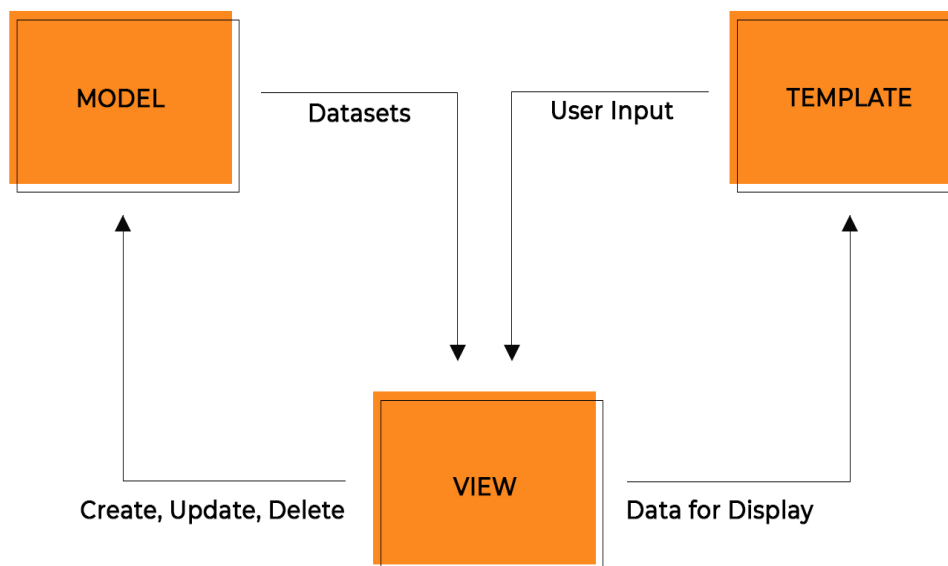 MODEL
Datasets
User Input
TEMPLATE
Create, Update, Delete
VIEW
Data for Display